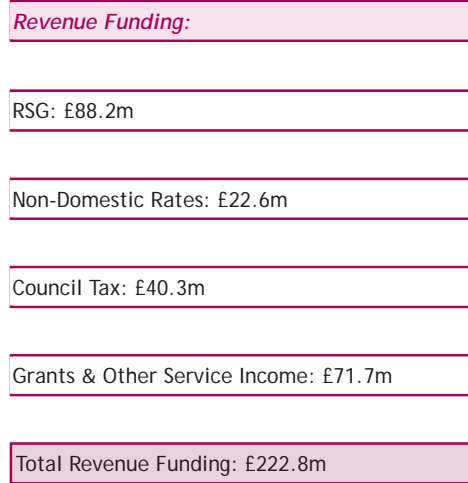 Revenue Funding:
RSG: £88.2m
Non-Domestic Rates: £22.6m
Council Tax: £40.3m
Grants & Other Service Income: £71.7m
Total Revenue Funding: £222.8m